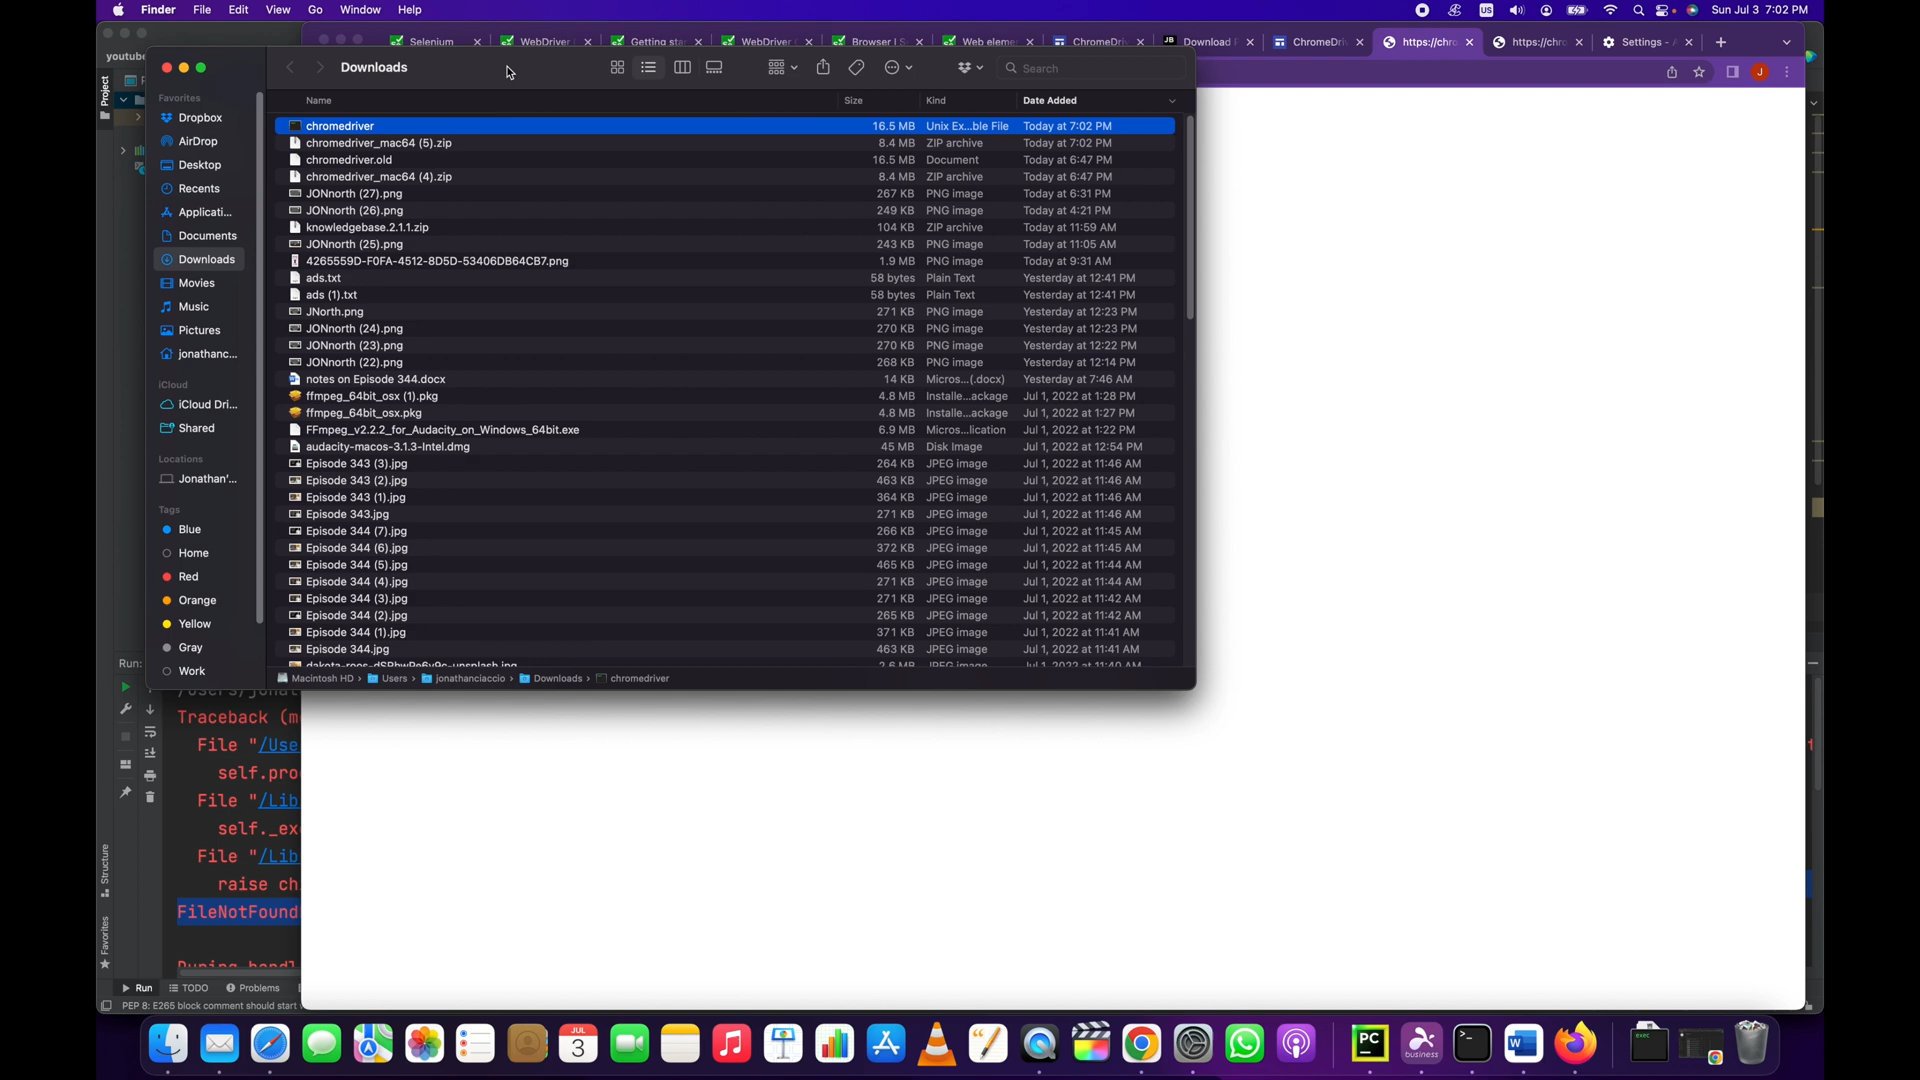 Finder File Edit View Go Window Help
US
Sun Jul 3 7:02 PM
Selenium
WebDriver
Getting sta
WebDriver
Browser | S
Web eleme
ChromeDriv
Download
ChromeDriv
https://chro
https://chro
Settings - A
J
youtube
Project
Downloads
Search
Name Size Kind Date Added
Favorites
Dropbox
AirDrop
Desktop
Recents
Applicati...
Documents
Downloads
Movies
Music
Pictures
jonathanc...
iCloud
iCloud Dri...
Shared
Locations
Jonathan'...
Tags
Blue
Home
Red
Orange
Yellow
Gray
Work
chromedriver 16.5 MB Unix Ex...ble File Today at 7:02 PM
chromedriver_mac64 (5).zip 8.4 MB ZIP archive Today at 7:02 PM
chromedriver.old 16.5 MB Document Today at 6:47 PM
chromedriver_mac64 (4).zip 8.4 MB ZIP archive Today at 6:47 PM
JONnorth (27).png 267 KB PNG image Today at 6:31 PM
JONnorth (26).png 249 KB PNG image Today at 4:21 PM
knowledgebase.2.1.1.zip 104 KB ZIP archive Today at 11:59 AM
JONnorth (25).png 243 KB PNG image Today at 11:05 AM
4265559D-F0FA-4512-8D5D-53406DB64CB7.png 1.9 MB PNG image Today at 9:31 AM
ads.txt 58 bytes Plain Text Yesterday at 12:41 PM
ads (1).txt 58 bytes Plain Text Yesterday at 12:41 PM
JNorth.png 271 KB PNG image Yesterday at 12:23 PM
JONnorth (24).png 270 KB PNG image Yesterday at 12:23 PM
JONnorth (23).png 270 KB PNG image Yesterday at 12:22 PM
JONnorth (22).png 268 KB PNG image Yesterday at 12:14 PM
notes on Episode 344.docx 14 KB Micros...(.docx) Yesterday at 7:46 AM
ffmpeg_64bit_osx (1).pkg 4.8 MB Installe...ackage Jul 1, 2022 at 1:28 PM
ffmpeg_64bit_osx.pkg 4.8 MB Installe...ackage Jul 1, 2022 at 1:27 PM
FFmpeg_v2.2.2_for_Audacity_on_Windows_64bit.exe 6.9 MB Micros...lication Jul 1, 2022 at 1:22 PM
audacity-macos-3.1.3-Intel.dmg 45 MB Disk Image Jul 1, 2022 at 12:54 PM
Episode 343 (3).jpg 264 KB JPEG image Jul 1, 2022 at 11:46 AM
Episode 343 (2).jpg 463 KB JPEG image Jul 1, 2022 at 11:46 AM
Episode 343 (1).jpg 364 KB JPEG image Jul 1, 2022 at 11:46 AM
Episode 343.jpg 271 KB JPEG image Jul 1, 2022 at 11:46 AM
Episode 344 (7).jpg 266 KB JPEG image Jul 1, 2022 at 11:45 AM
Episode 344 (6).jpg 372 KB JPEG image Jul 1, 2022 at 11:45 AM
Episode 344 (5).jpg 465 KB JPEG image Jul 1, 2022 at 11:44 AM
Episode 344 (4).jpg 271 KB JPEG image Jul 1, 2022 at 11:44 AM
Episode 344 (3).jpg 271 KB JPEG image Jul 1, 2022 at 11:42 AM
Episode 344 (2).jpg 265 KB JPEG image Jul 1, 2022 at 11:42 AM
Episode 344 (1).jpg 371 KB JPEG image Jul 1, 2022 at 11:41 AM
Episode 344.jpg 463 KB JPEG image Jul 1, 2022 at 11:41 AM
Macintosh HD › Users › jonathanciaccio › Downloads › chromedriver
Run:
Traceback (m
File "/Use
self.pro
File "/Lib
self._ex
File "/Lib
raise ch
FileNotFound
Structure
Favorites
Run TODO Problems
PEP 8: E265 block comment should start
JUL
3
PC
business
W
exec